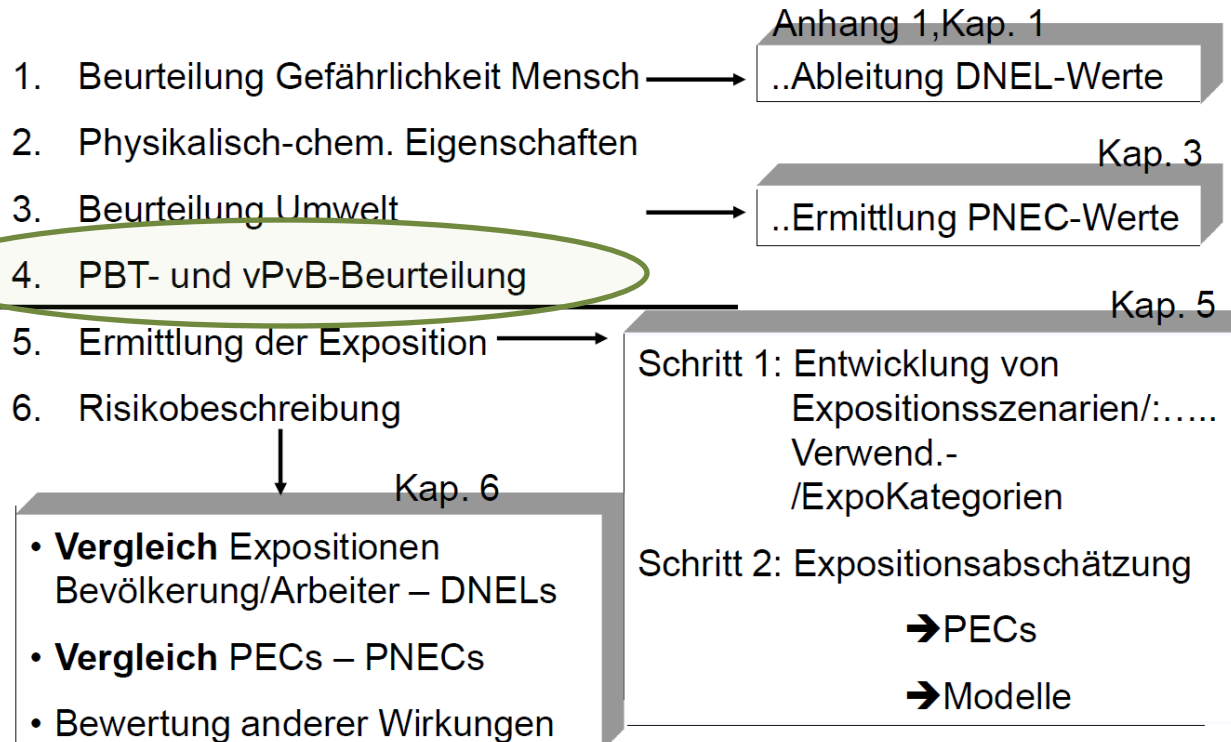 Anhang 1,Kap. 1
1. Beurteilung Gefährlichkeit Mensch
..Ableitung DNEL-Werte
2. Physikalisch-chem. Eigenschaften
Kap. 3
3. Beurteilung Umwelt
..Ermittlung PNEC-Werte
4. PBT- und vPvB-Beurteilung
Kap. 5
5. Ermittlung der Exposition
Schritt 1: Entwicklung von
Expositionsszenarien/:…..
Verwend.-
/ExpoKategorien
Schritt 2: Expositionsabschätzung
➔PECs
➔Modelle
6. Risikobeschreibung
Kap. 6
• Vergleich Expositionen
Bevölkerung/Arbeiter – DNELs
• Vergleich PECs – PNECs
• Bewertung anderer Wirkungen